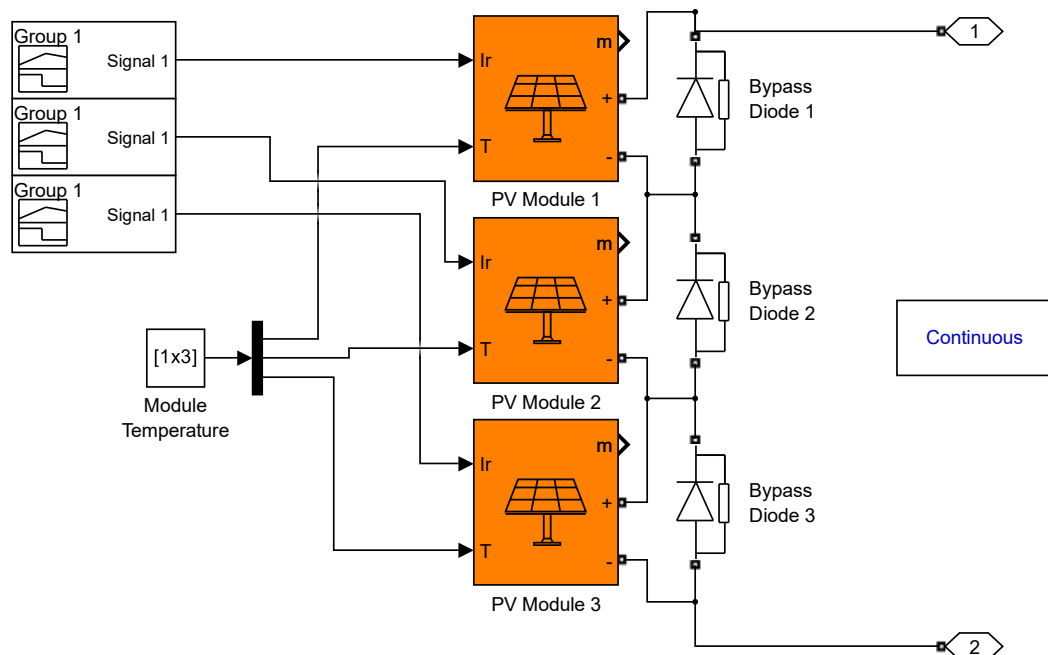 Group 1
Signal 1
Group 1
Signal 1
Group 1
Signal 1
[1x3]
Module
Temperature
m
Ir
+
T
-
PV Module 1
m
Ir
+
T
-
PV Module 2
m
Ir
+
T
-
PV Module 3
Bypass
Diode 1
Bypass
Diode 2
Bypass
Diode 3
1
Continuous
2